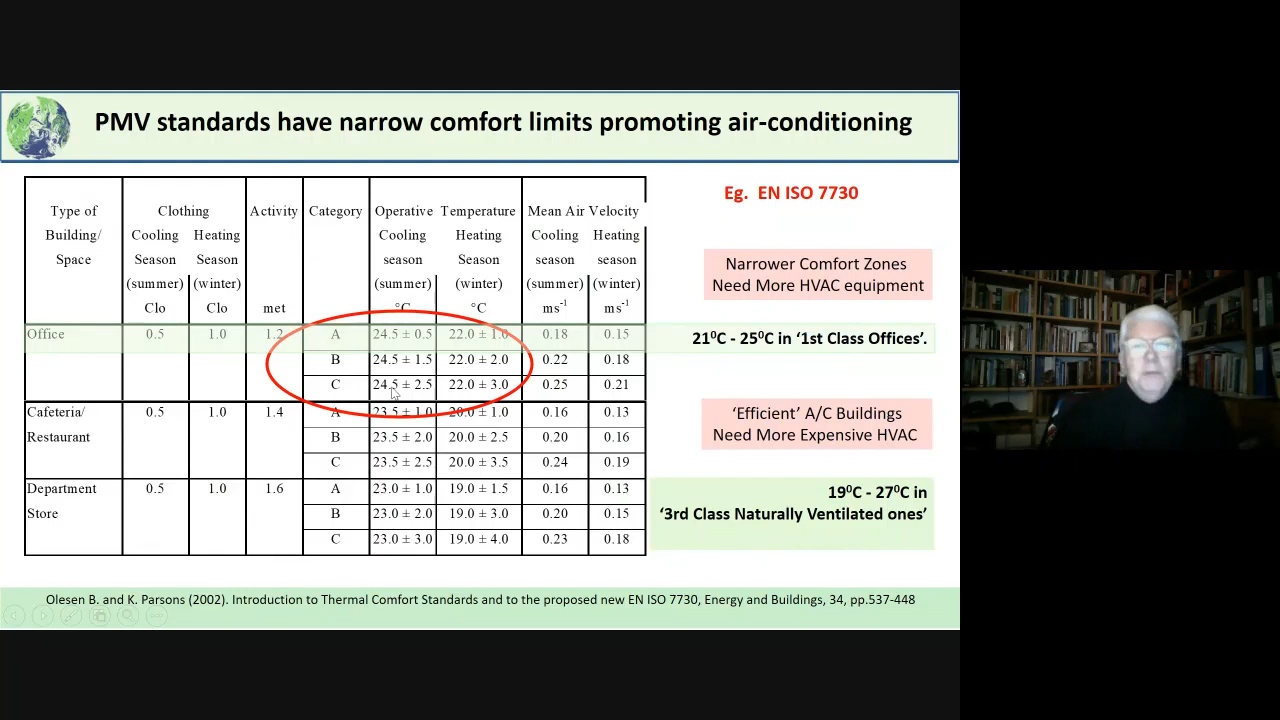 PMV standards have narrow comfort limits promoting air-conditioning
Type of Building/ Space
Clothing
Cooling Season (summer) Clo
Heating Season (winter) Clo
Activity met
Category
Operative Temperature
Cooling season (summer) °C
Heating Season (winter) °C
Mean Air Velocity
Cooling season (summer) ms-1
Heating season (winter) ms-1
Office 0.5 1.0 1.2 A 24.5 ± 0.5 22.0 ± 1.0 0.18 0.15
B 24.5 ± 1.5 22.0 ± 2.0 0.22 0.18
C 24.5 ± 2.5 22.0 ± 3.0 0.25 0.21
Cafeteria/ Restaurant 0.5 1.0 1.4 A 23.5 ± 1.0 20.0 ± 1.0 0.16 0.13
B 23.5 ± 2.0 20.0 ± 2.5 0.20 0.16
C 23.5 ± 2.5 20.0 ± 3.5 0.24 0.19
Department Store 0.5 1.0 1.6 A 23.0 ± 1.0 19.0 ± 1.5 0.16 0.13
B 23.0 ± 2.0 19.0 ± 3.0 0.20 0.15
C 23.0 ± 3.0 19.0 ± 4.0 0.23 0.18
Eg. EN ISO 7730
Narrower Comfort Zones
Need More HVAC equipment
21⁰C - 25⁰C in ‘1st Class Offices’.
‘Efficient’ A/C Buildings
Need More Expensive HVAC
19⁰C - 27⁰C in
‘3rd Class Naturally Ventilated ones’
Olesen B. and K. Parsons (2002). Introduction to Thermal Comfort Standards and to the proposed new EN ISO 7730, Energy and Buildings, 34, pp.537-448